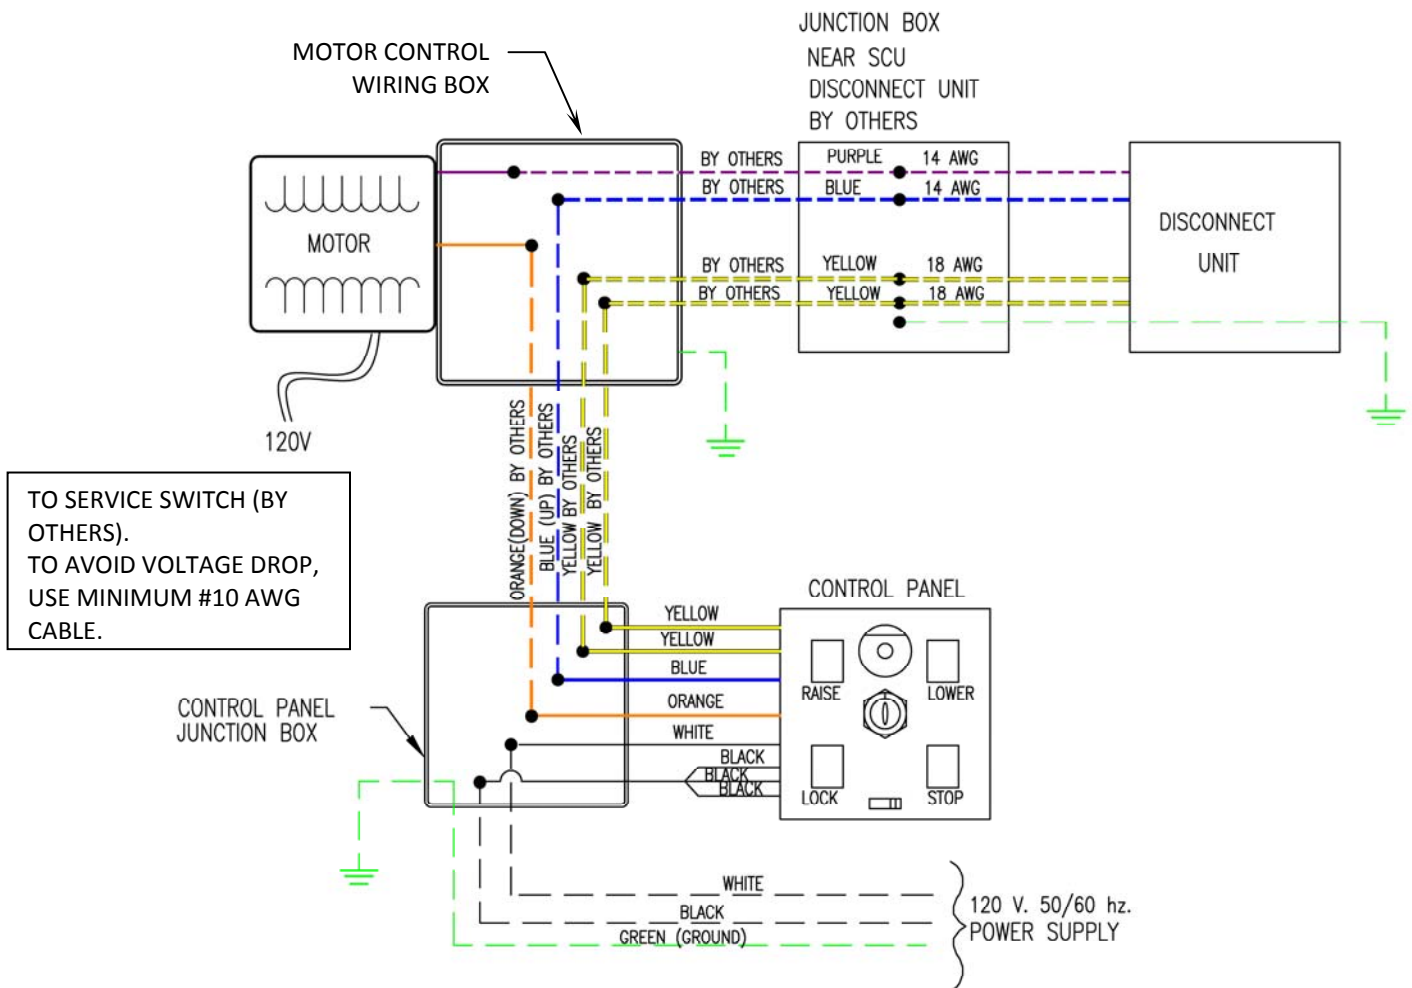 JUNCTION BOX
NEAR SCU
DISCONNECT UNIT
BY OTHERS
MOTOR CONTROL
WIRING BOX
BY OTHERS
PURPLE
14 AWG
BY OTHERS
BLUE
14 AWG
DISCONNECT
UNIT
MOTOR
BY OTHERS
YELLOW
18 AWG
BY OTHERS
YELLOW
18 AWG
120V
ORANGE(DOWN) BY OTHERS
BLUE (UP) BY OTHERS
YELLOW BY OTHERS
YELLOW BY OTHERS
TO SERVICE SWITCH (BY
OTHERS).
TO AVOID VOLTAGE DROP,
USE MINIMUM #10 AWG
CABLE.
CONTROL PANEL
YELLOW
YELLOW
BLUE
ORANGE
WHITE
BLACK
BLACK
BLACK
RAISE
LOWER
LOCK
STOP
CONTROL PANEL
JUNCTION BOX
WHITE
BLACK
GREEN (GROUND)
120 V. 50/60 hz.
POWER SUPPLY